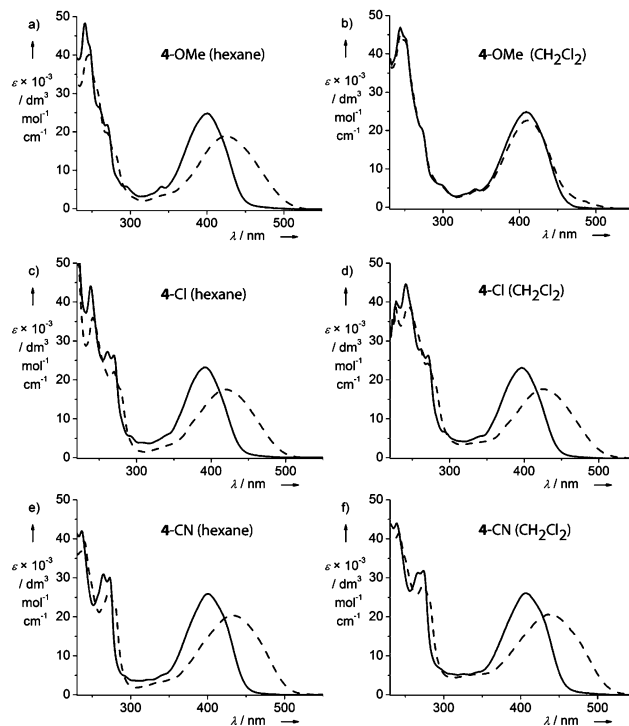 a)
4-OMe (hexane)
50
40
ε × 10-3
/ dm3
30
mol-1
cm-1
20
10
0
300
400
500
λ / nm
b)
4-OMe (CH2Cl2)
50
40
ε × 10-3
/ dm3
30
mol-1
cm-1
20
10
0
300
400
500
λ / nm
c)
4-Cl (hexane)
50
40
ε × 10-3
/ dm3
30
mol-1
cm-1
20
10
0
300
400
500
λ / nm
d)
4-Cl (CH2Cl2)
50
40
ε × 10-3
/ dm3
30
mol-1
cm-1
20
10
0
300
400
500
λ / nm
e)
4-CN (hexane)
50
40
ε × 10-3
/ dm3
30
mol-1
cm-1
20
10
0
300
400
500
λ / nm
f)
4-CN (CH2Cl2)
50
40
ε × 10-3
/ dm3
30
mol-1
cm-1
20
10
0
300
400
500
λ / nm